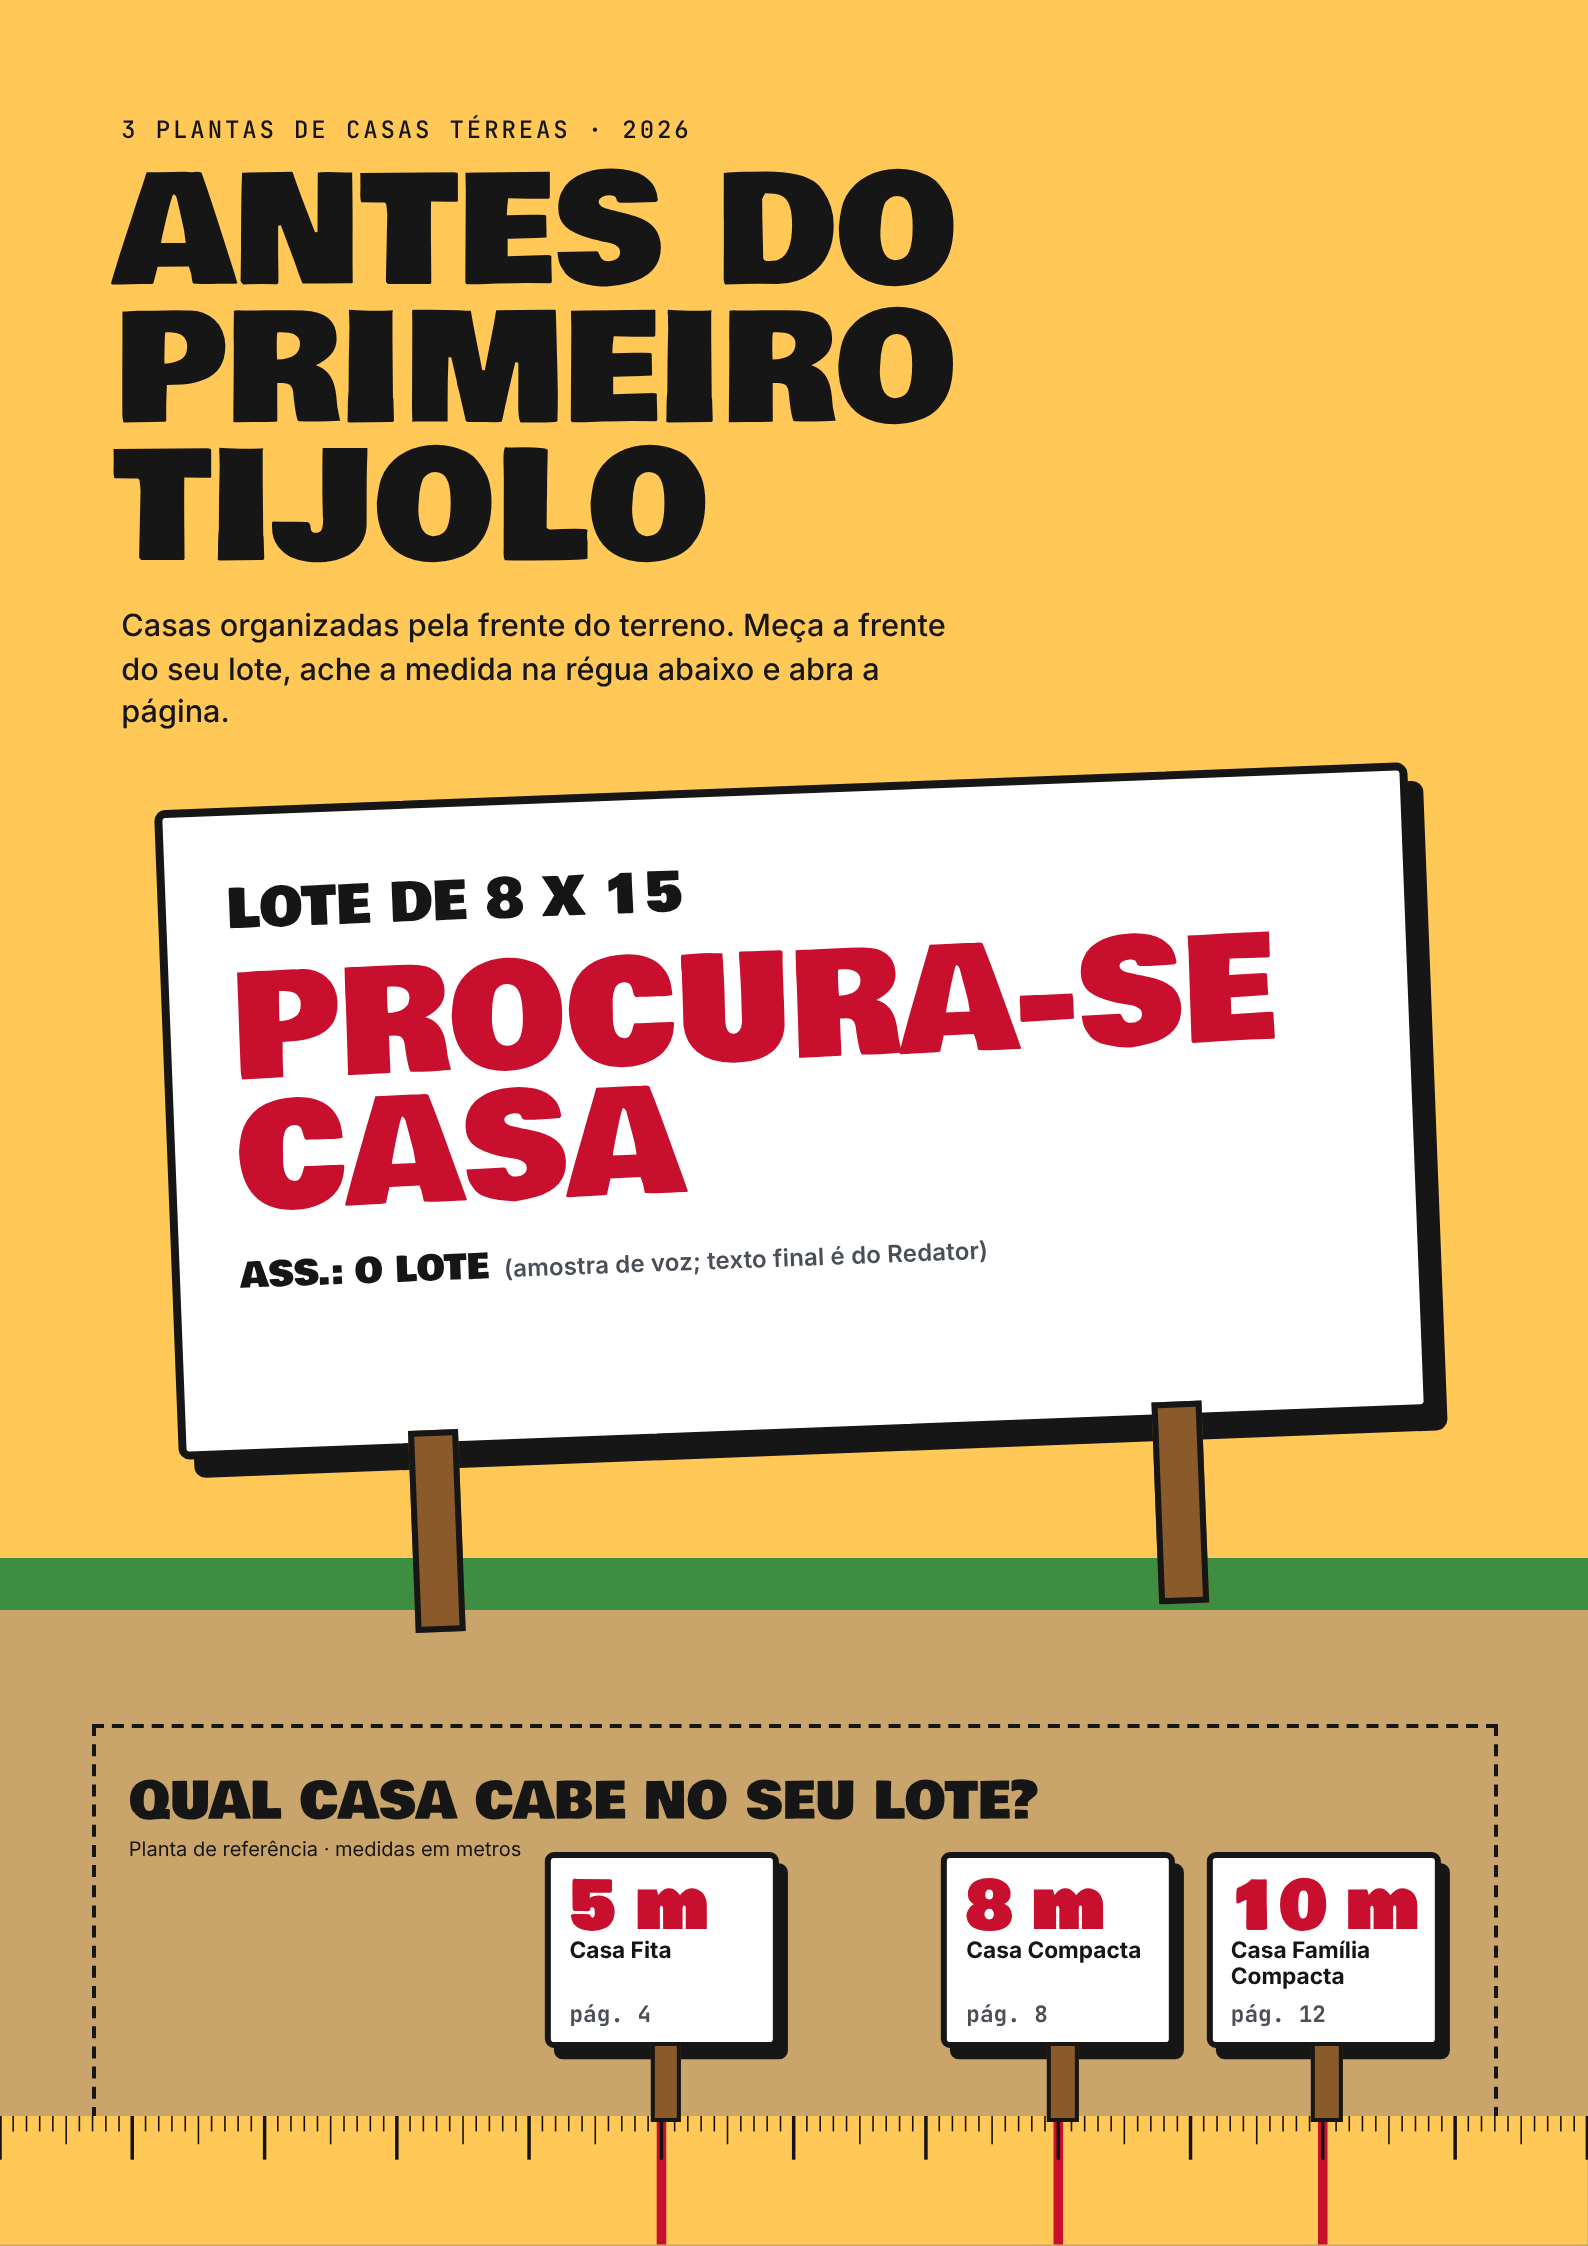 3 PLANTAS DE CASAS TÉRREAS · 2026
ANTES DO
PRIMEIRO
TIJOLO
Casas organizadas pela frente do terreno. Meça a frente
do seu lote, ache a medida na régua abaixo e abra a
página.
LOTE DE 8 X 15
PROCURA-SE
CASA
ASS.: O LOTE (amostra de voz; texto final é do Redator)
QUAL CASA CABE NO SEU LOTE?
Planta de referência · medidas em metros
5 m
Casa Fita
pág. 4
8 m
Casa Compacta
pág. 8
10 m
Casa Família
Compacta
pág. 12